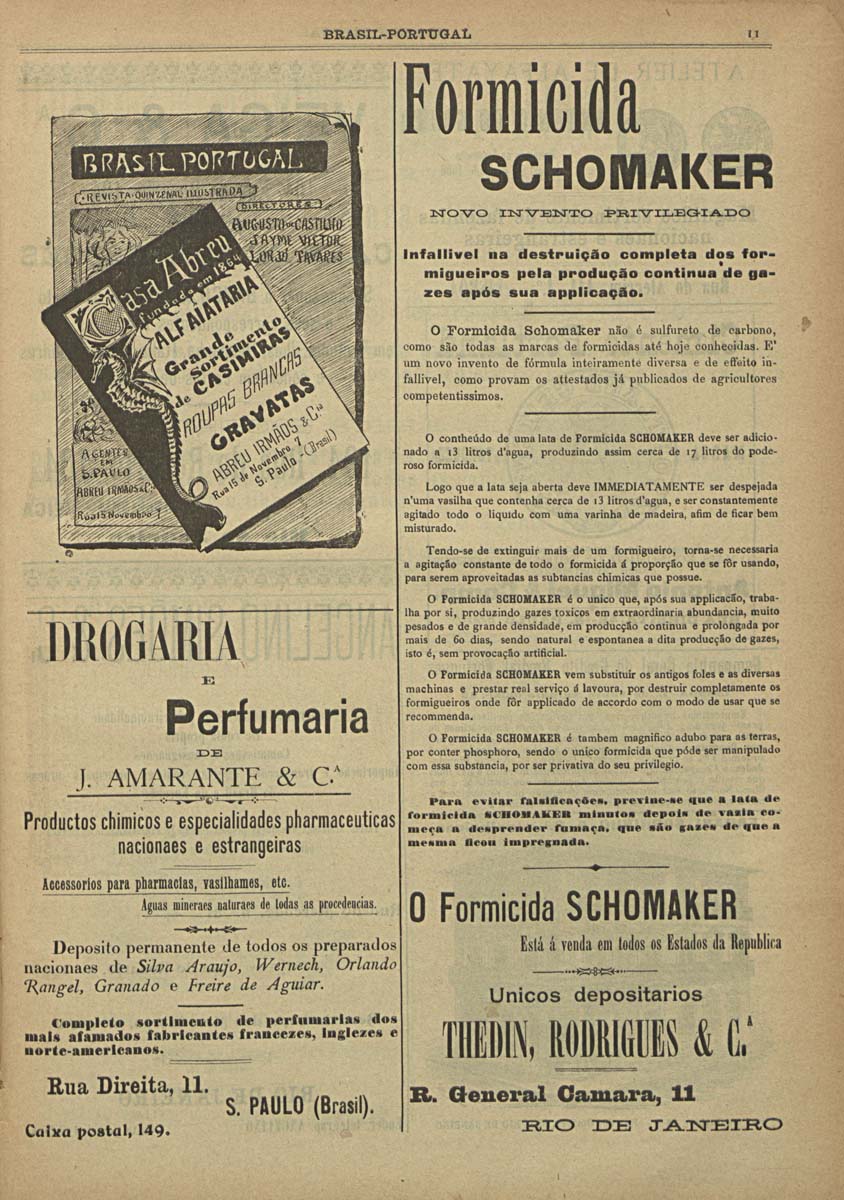 BRASIL-PORTUGAL
11
BRASIL PORTUGAL
REVISTA QUINZENAL ILLUSTRADA
DIRECTORES
AUGUSTO DE CASTILHO
JAYME VICTOR
LORJÓ TAVARES
Casa Abreu
Fundada em 1864
ALFAIATARIA
Grande
Sortimento
de CASIMIRAS
ROUPAS BRANCAS
GRAVATAS
ABREU IRMÃOS & Cia
Rua 15 de Novembro 7
S. Paulo - (Brasil)
AGENTES
EM
S. PAULO
ABREU IRMÃOS & C.
Rua 15 Novembro 7
DROGARIA
E
Perfumaria
DE
J. AMARANTE & C.ᴬ
Productos chimicos e especialidades pharmaceuticas
nacionaes e estrangeiras
Accessorios para pharmacias, vasilhames, etc.
Aguas mineraes naturaes de todas as procedencias.
Deposito permanente de todos os preparados
nacionaes de Silva Araujo, Wernech, Orlando
Rangel, Granado e Freire de Aguiar.
Completo sortimento de perfumarias dos
mais afamados fabricantes francezes, inglezes e
norte-americanos.
Rua Direita, 11.
S. PAULO (Brasil).
Caixa postal, 149.
Formicida
SCHOMAKER
NOVO INVENTO PRIVILEGIADO
Infallivel na destruição completa dos for-
migueiros pela produção continua de ga-
zes após sua applicação.
O Formicida Schomaker não é sulfureto de carbono,
como são todas as marcas de formicidas até hoje conhecidas. E'
um novo invento de fórmula inteiramente diversa e de effeito in-
fallivel, como provam os attestados já publicados de agricultores
competentissimos.
O contheúdo de uma lata de Formicida SCHOMAKER deve ser adicio-
nado a 13 litros d'agua, produzindo assim cerca de 17 litros do pode-
roso formicida.
Logo que a lata seja aberta deve IMMEDIATAMENTE ser despejada
n'uma vasilha que contenha cerca de 13 litros d'agua, e ser constantemente
agitado todo o liquido com uma varinha de madeira, afim de ficar bem
misturado.
Tendo-se de extinguir mais de um formigueiro, torna-se necessaria
a agitação constante de todo o formicida á proporção que se fôr usando,
para serem aproveitadas as subtancias chimicas que possue.
O Formicida SCHOMAKER é o unico que, após sua applicação, traba-
lha por si, produzindo gazes toxicos em extraordinaria abundancia, muito
pesados e de grande densidade, em producção continua e prolongada por
mais de 60 dias, sendo natural e espontanea a dita producção de gazes,
isto é, sem provocação artificial.
O Formicida SCHOMAKER vem substituir os antigos foles e as diversas
machinas e prestar real serviço á lavoura, por destruir completamente os
formigueiros onde fôr applicado de accordo com o modo de usar que se
recommenda.
O Formicida SCHOMAKER é tambem magnifico adubo para as terras,
por conter phosphoro, sendo o unico formicida que póde ser manipulado
com essa substancia, por ser privativa do seu privilegio.
Para evitar falsificações, previne-se que a lata de
formicida SCHOMAKER minutos depois de vazia co-
meça a desprender fumaça, que são gazes de que a
mesma ficou impregnada.
O Formicida SCHOMAKER
Está á venda em todos os Estados da Republica
Unicos depositarios
THEDIN, RODRIGUES & C.ᴬ
R. General Camara, 11
RIO DE JANEIRO